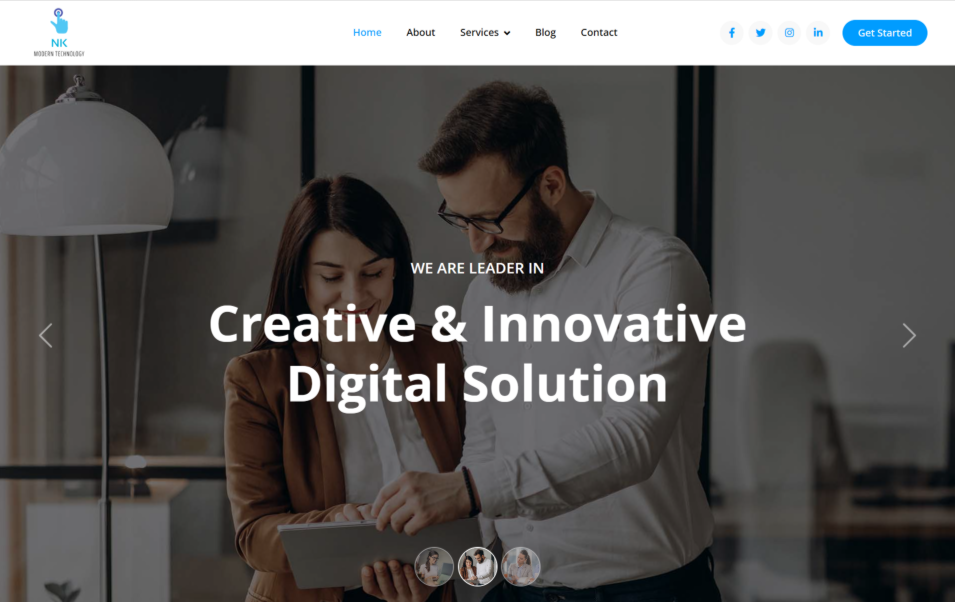 NK
MODERN TECHNOLOGY
Home
About
Services
Blog
Contact
Get Started
WE ARE LEADER IN
Creative & Innovative
Digital Solution